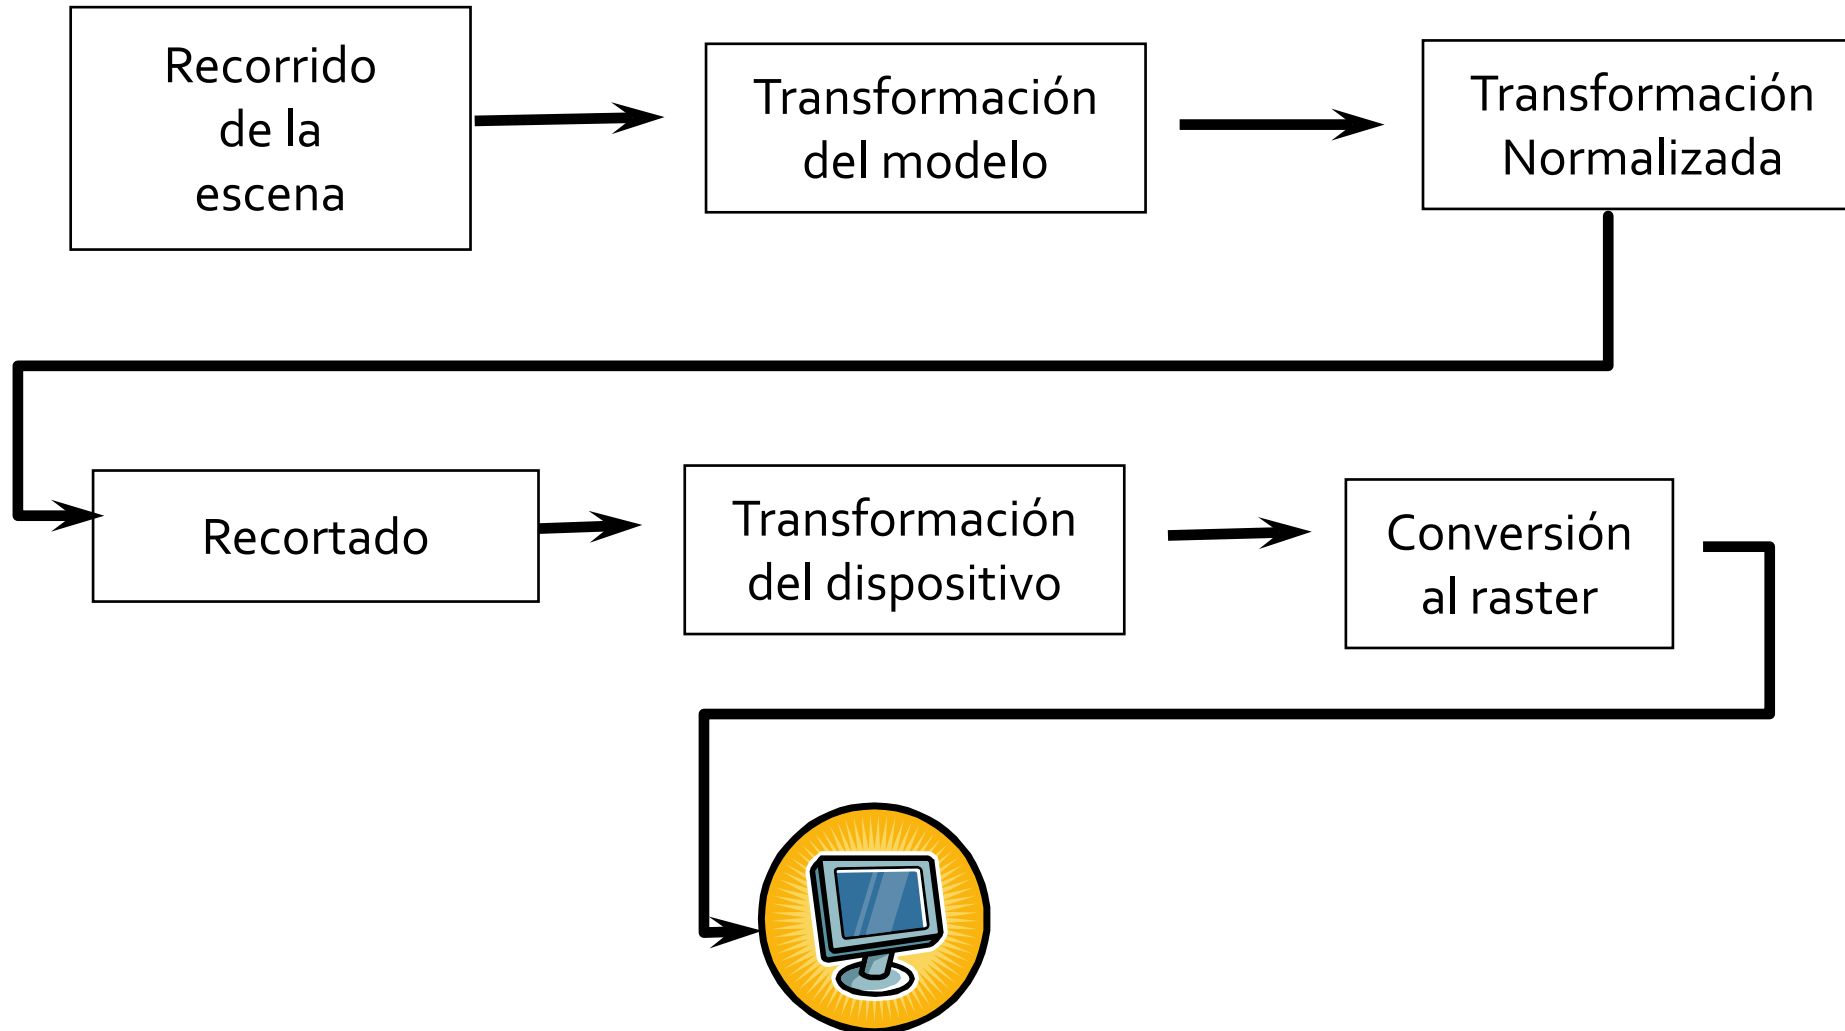 Recorrido
de la
escena
Transformación
del modelo
Transformación
Normalizada
Recortado
Transformación
del dispositivo
Conversión
al raster